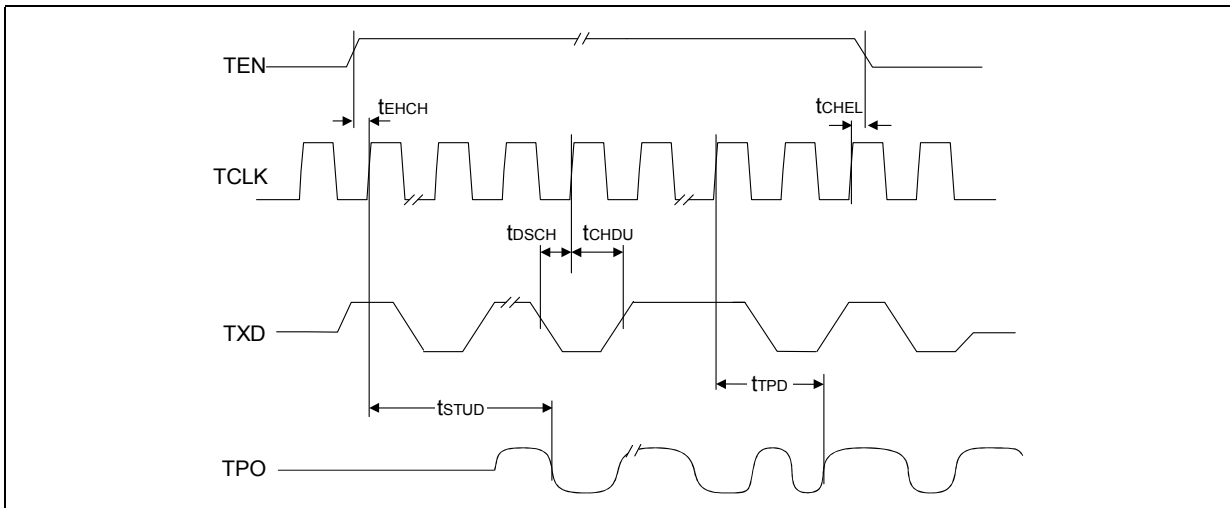 TEN
tEHCH
tCHEL
TCLK
tDSCH
tCHDU
TXD
tTPD
tSTUD
TPO